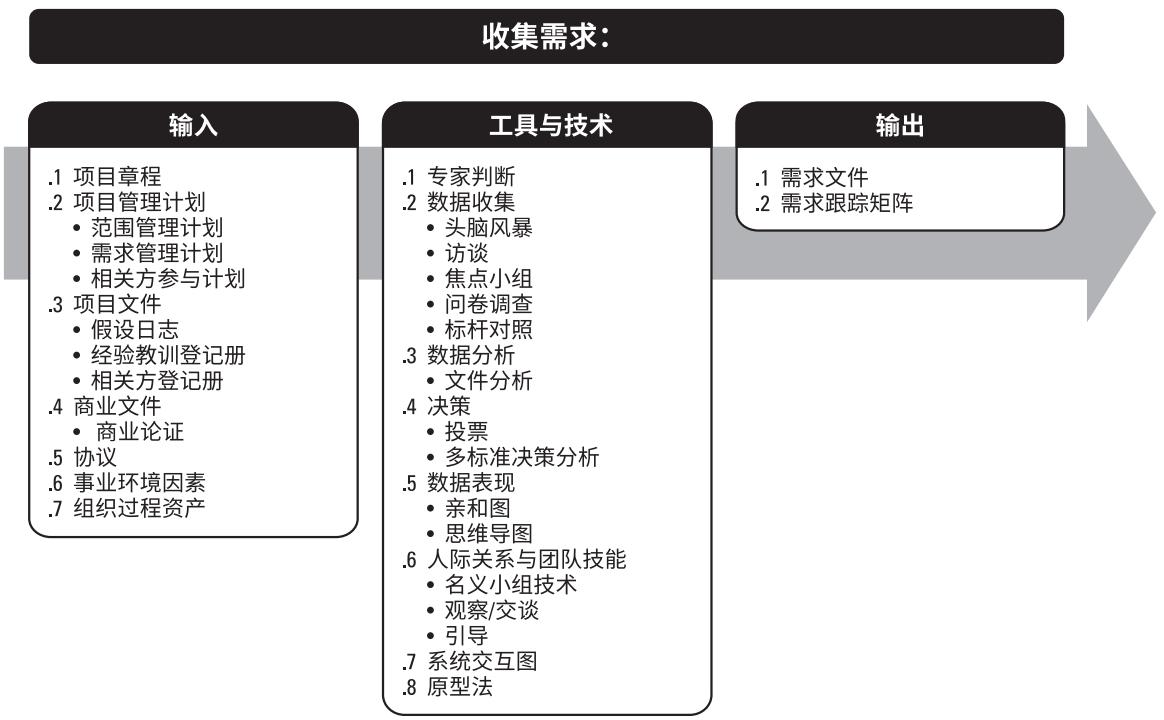 收集需求：
输入
.1 项目章程
.2 项目管理计划
• 范围管理计划
• 需求管理计划
• 相关方参与计划
.3 项目文件
• 假设日志
• 经验教训登记册
• 相关方登记册
.4 商业文件
• 商业论证
.5 协议
.6 事业环境因素
.7 组织过程资产
工具与技术
.1 专家判断
.2 数据收集
• 头脑风暴
• 访谈
• 焦点小组
• 问卷调查
• 标杆对照
.3 数据分析
• 文件分析
.4 决策
• 投票
• 多标准决策分析
.5 数据表现
• 亲和图
• 思维导图
.6 人际关系与团队技能
• 名义小组技术
• 观察/交谈
• 引导
.7 系统交互图
.8 原型法
输出
.1 需求文件
.2 需求跟踪矩阵